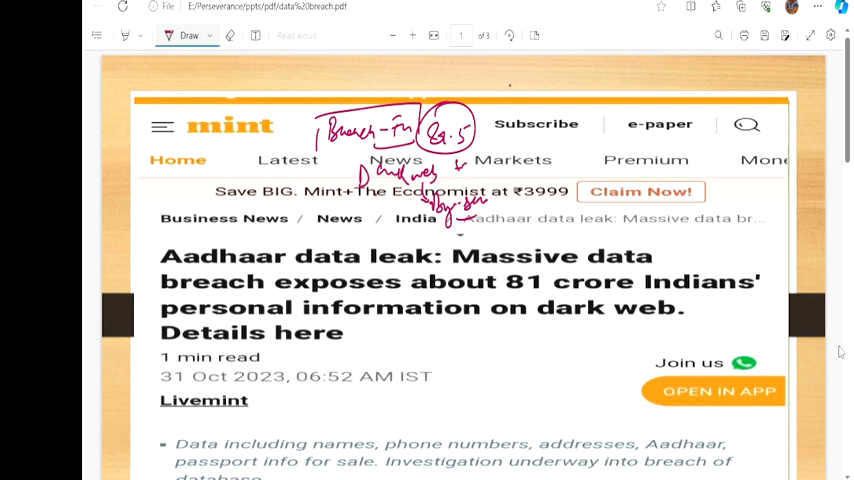 File E:/Perseverance/ppts/pdf/data%20breach.pdf
Draw Read aloud 1 of 3
mint Subscribe e-paper
Home Latest News Markets Premium Mone
Dark web
Save BIG. Mint+The Economist at ₹3999 Claim Now!
Business News / News / India Aadhaar data leak: Massive data br...
Aadhaar data leak: Massive data
breach exposes about 81 crore Indians'
personal information on dark web.
Details here
1 min read
Join us
31 Oct 2023, 06:52 AM IST
OPEN IN APP
Livemint
Data including names, phone numbers, addresses, Aadhaar,
passport info for sale. Investigation underway into breach of
database